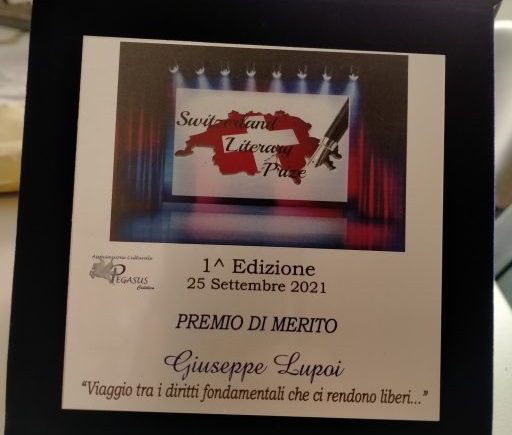 Switzerland
Literary
Prize
Associazione Culturale
PEGASUS
Cattolica
1^ Edizione
25 Settembre 2021
PREMIO DI MERITO
Giuseppe Lupoi
“Viaggio tra i diritti fondamentali che ci rendono liberi...”